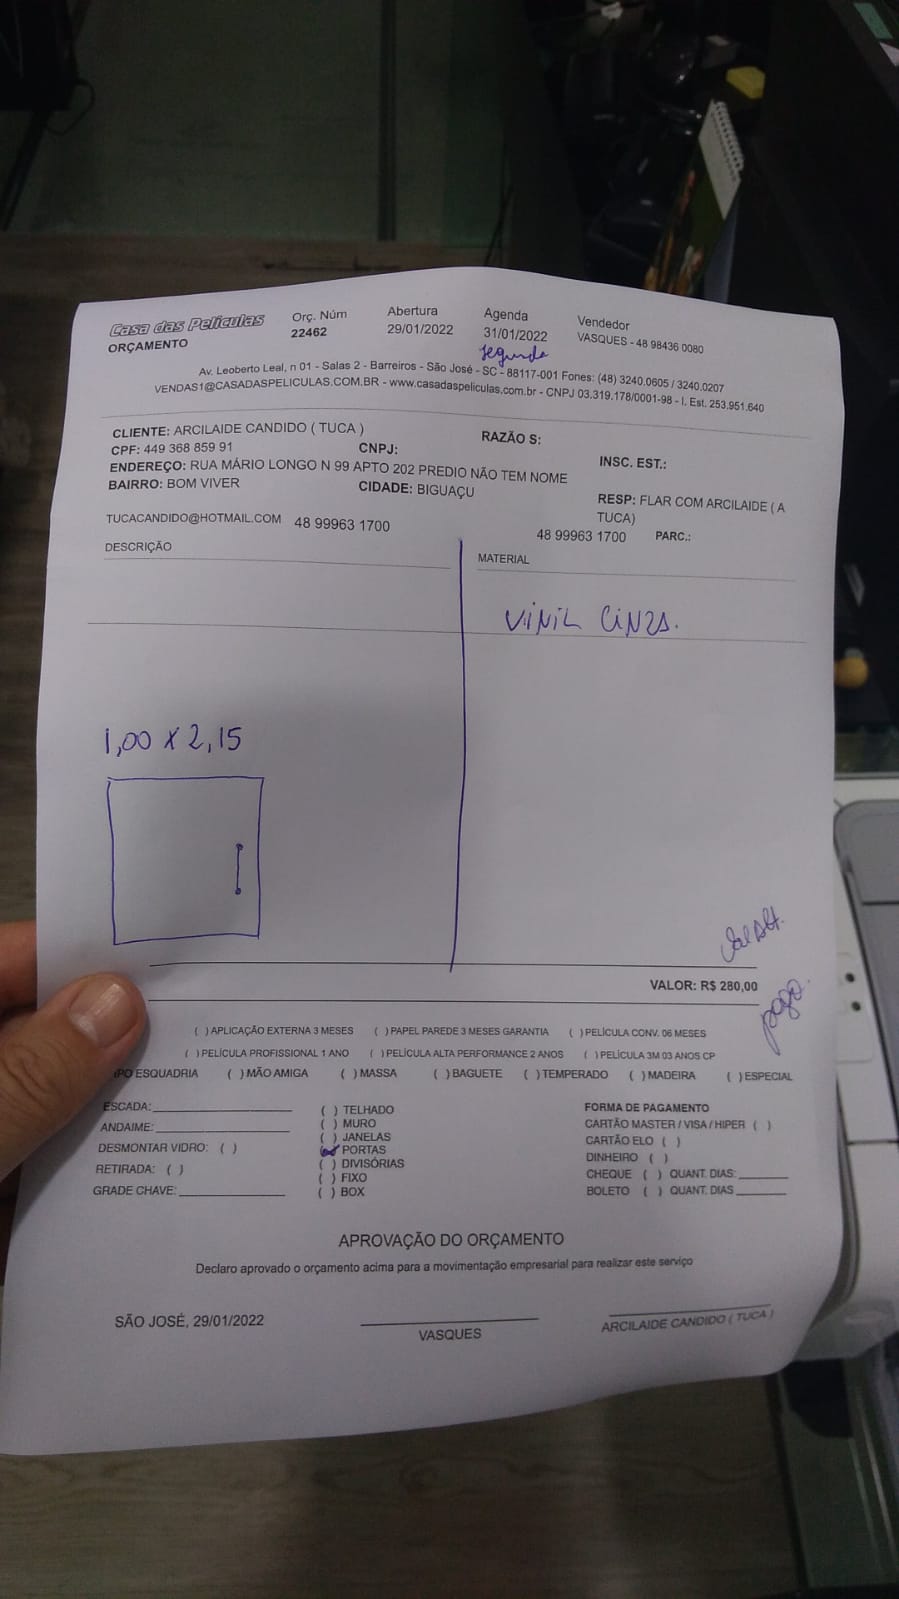 Casa das Películas
ORÇAMENTO
Orç. Núm
22462
Abertura
29/01/2022
Agenda
31/01/2022
segunda
Vendedor
VASQUES - 48 98436 0080
Av. Leoberto Leal, n 01 - Salas 2 - Barreiros - São José - SC - 88117-001 Fones: (48) 3240.0605 / 3240.0207
VENDAS1@CASADASPELICULAS.COM.BR - www.casadaspeliculas.com.br - CNPJ 03.319.178/0001-98 - I. Est. 253.951.640
CLIENTE: ARCILAIDE CANDIDO ( TUCA )
RAZÃO S:
CPF: 449 368 859 91
CNPJ:
INSC. EST.:
ENDEREÇO: RUA MÁRIO LONGO N 99 APTO 202 PREDIO NÃO TEM NOME
BAIRRO: BOM VIVER
CIDADE: BIGUAÇU
RESP: FLAR COM ARCILAIDE ( A
TUCA)
TUCACANDIDO@HOTMAIL.COM 48 99963 1700
48 99963 1700 PARC.:
DESCRIÇÃO
MATERIAL
VINIL CINZA.
1,00 X 2,15
VALOR: R$ 280,00
pago.
( ) APLICAÇÃO EXTERNA 3 MESES ( ) PAPEL PAREDE 3 MESES GARANTIA ( ) PELÍCULA CONV. 06 MESES
( ) PELÍCULA PROFISSIONAL 1 ANO ( ) PELÍCULA ALTA PERFORMANCE 2 ANOS ( ) PELÍCULA 3M 03 ANOS CP
PO ESQUADRIA ( ) MÃO AMIGA ( ) MASSA ( ) BAGUETE ( ) TEMPERADO ( ) MADEIRA ( ) ESPECIAL
ESCADA:
ANDAIME:
DESMONTAR VIDRO: ( )
RETIRADA: ( )
GRADE CHAVE:
( ) TELHADO
( ) MURO
( ) JANELAS
( ) PORTAS
( ) DIVISÓRIAS
( ) FIXO
( ) BOX
FORMA DE PAGAMENTO
CARTÃO MASTER / VISA / HIPER ( )
CARTÃO ELO ( )
DINHEIRO ( )
CHEQUE ( ) QUANT. DIAS:
BOLETO ( ) QUANT. DIAS
APROVAÇÃO DO ORÇAMENTO
Declaro aprovado o orçamento acima para a movimentação empresarial para realizar este serviço
SÃO JOSÉ, 29/01/2022
VASQUES
ARCILAIDE CANDIDO ( TUCA )